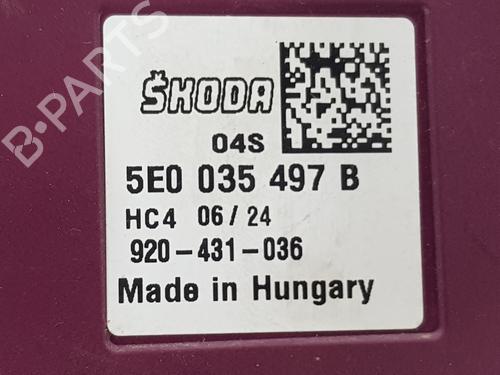 B-PARTS
ŠKODA
04S
5E0 035 497 B
HC4 06/24
920-431-036
Made in Hungary